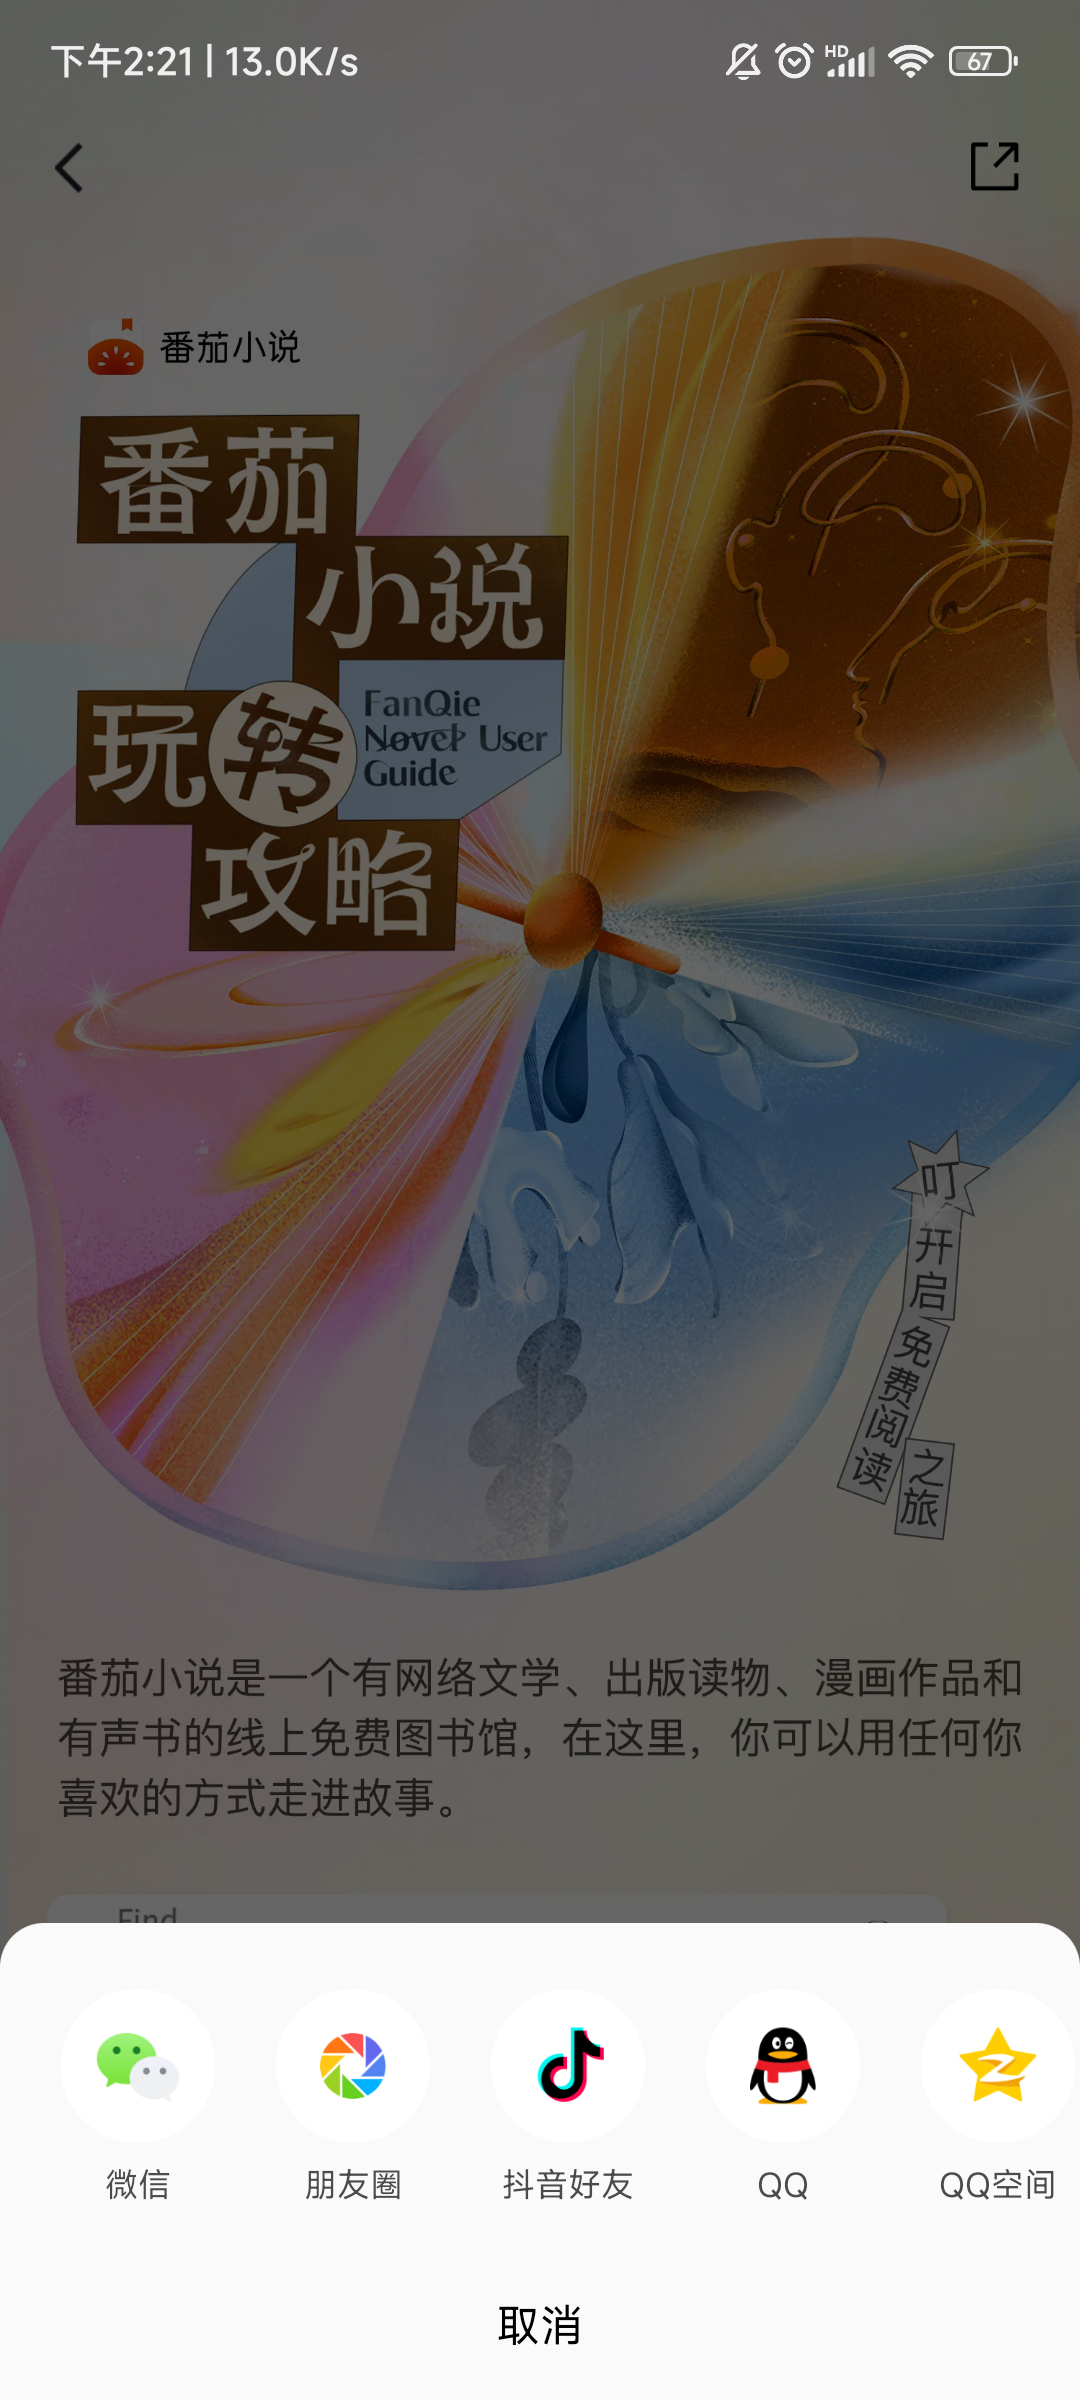 下午2:21 | 13.0K/s
HD
67
番茄小说
番茄
小说
玩转
FanQie
Novel User
Guide
攻略
叮
开启
免费阅读
之旅
番茄小说是一个有网络文学、出版读物、漫画作品和
有声书的线上免费图书馆，在这里，你可以用任何你
喜欢的方式走进故事。
Find
微信
朋友圈
抖音好友
QQ
QQ空间
取消